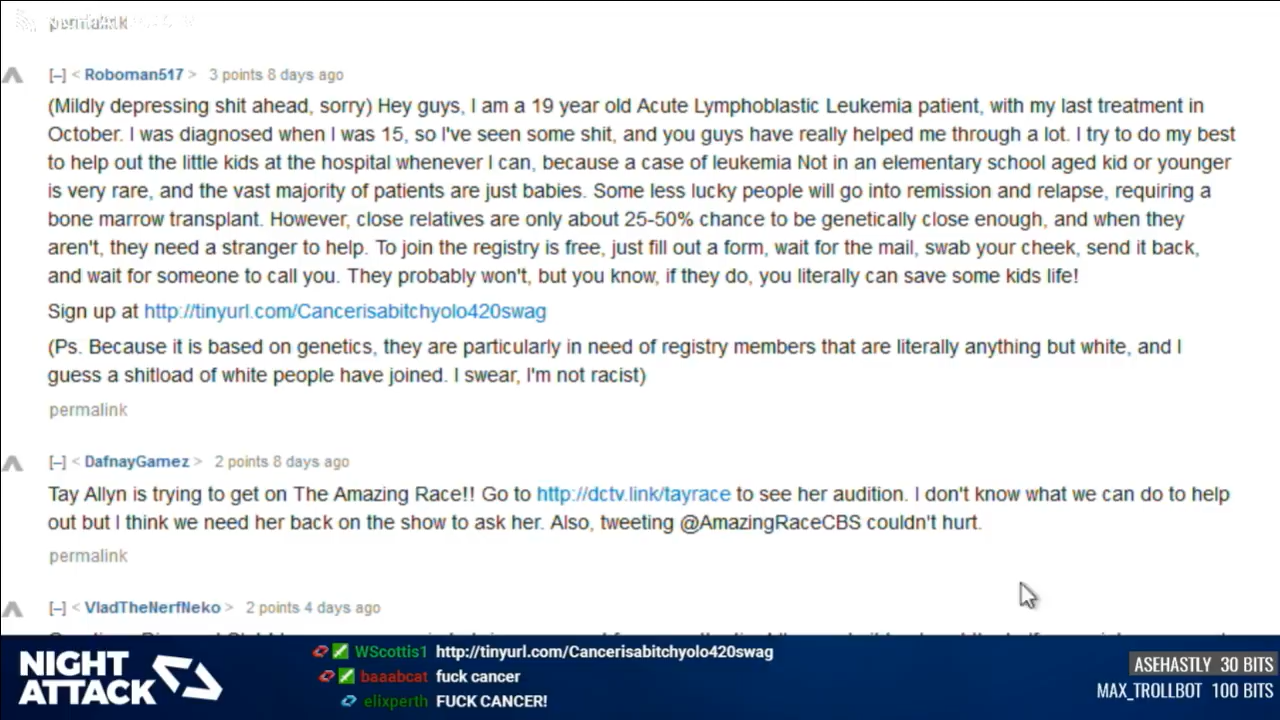 permalink
[–] < Roboman517 > 3 points 8 days ago
(Mildly depressing shit ahead, sorry) Hey guys, I am a 19 year old Acute Lymphoblastic Leukemia patient, with my last treatment in
October. I was diagnosed when I was 15, so I've seen some shit, and you guys have really helped me through a lot. I try to do my best
to help out the little kids at the hospital whenever I can, because a case of leukemia Not in an elementary school aged kid or younger
is very rare, and the vast majority of patients are just babies. Some less lucky people will go into remission and relapse, requiring a
bone marrow transplant. However, close relatives are only about 25-50% chance to be genetically close enough, and when they
aren't, they need a stranger to help. To join the registry is free, just fill out a form, wait for the mail, swab your cheek, send it back,
and wait for someone to call you. They probably won't, but you know, if they do, you literally can save some kids life!
Sign up at http://tinyurl.com/Cancerisabitchyolo420swag
(Ps. Because it is based on genetics, they are particularly in need of registry members that are literally anything but white, and I
guess a shitload of white people have joined. I swear, I'm not racist)
permalink
[–] < DafnayGamez > 2 points 8 days ago
Tay Allyn is trying to get on The Amazing Race!! Go to http://dctv.link/tayrace to see her audition. I don't know what we can do to help
out but I think we need her back on the show to ask her. Also, tweeting @AmazingRaceCBS couldn't hurt.
permalink
[–] < VladTheNerfNeko > 2 points 4 days ago
NIGHT
ATTACK
WScottis1 http://tinyurl.com/Cancerisabitchyolo420swag
baaabcat fuck cancer
elixperth FUCK CANCER!
ASEHASTLY 30 BITS
MAX_TROLLBOT 100 BITS